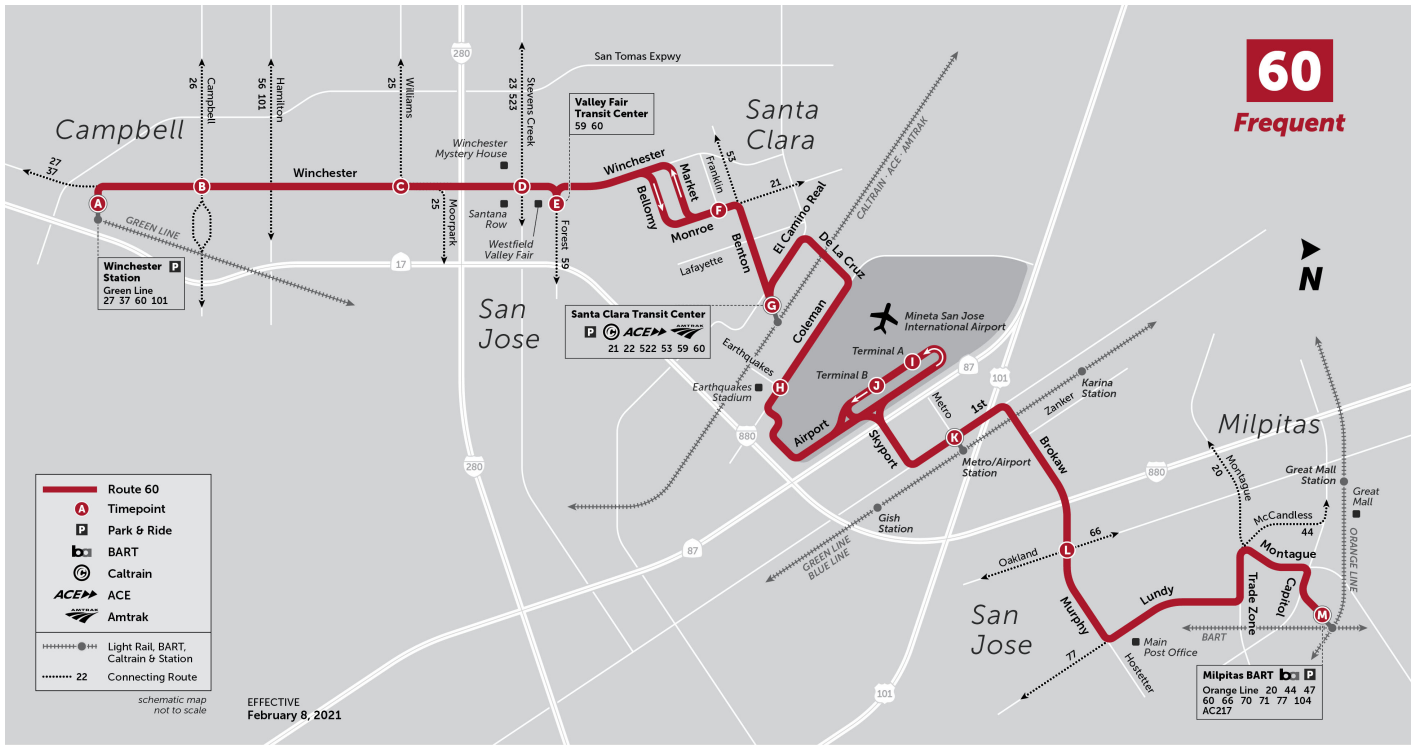 60
Frequent
San Tomas Expwy
Campbell
26
Campbell
56 101
Hamilton
25
Williams
280
23 523
Stevens Creek
Valley Fair
Transit Center
59 60
Santa
Clara
Campbell
Winchester
Mystery House
27
37
A
B
Winchester
C
D
E
Winchester
Bellomy
Market
Franklin
53
21
F
Monroe
Benton
Lafayette
El Camino Real
De La Cruz
CALTRAIN · ACE · AMTRAK
GREEN LINE
25
Moorpark
Santana
Row
Westfield
Valley Fair
Forest
59
17
Winchester
Station
P
Green Line
27 37 60 101
San
Jose
Santa Clara Transit Center
P
C
ACE
AMTRAK
21 22 522 53 59 60
G
Coleman
Mineta San Jose
International Airport
N
Earthquakes
Earthquakes
Stadium
H
Terminal A
I
Terminal B
J
87
101
Airport
880
Skyport
Metro
K
1st
Zanker
Karina
Station
Metro/Airport
Station
Gish
Station
GREEN LINE
BLUE LINE
Brokaw
880
Milpitas
20
Montague
Great Mall
Station
Great
Mall
McCandless
44
ORANGE LINE
280
87
Oakland
66
L
Murphy
Lundy
Trade Zone
Montague
Capitol
M
San
Jose
BART
Main
Post Office
77
Hostetter
101
Milpitas BART
ba
P
Orange Line 20 44 47
60 66 70 71 77 104
AC217
Route 60
A
Timepoint
P
Park & Ride
ba
BART
C
Caltrain
ACE
ACE
AMTRAK
Amtrak
Light Rail, BART,
Caltrain & Station
22
Connecting Route
schematic map
not to scale
EFFECTIVE
February 8, 2021